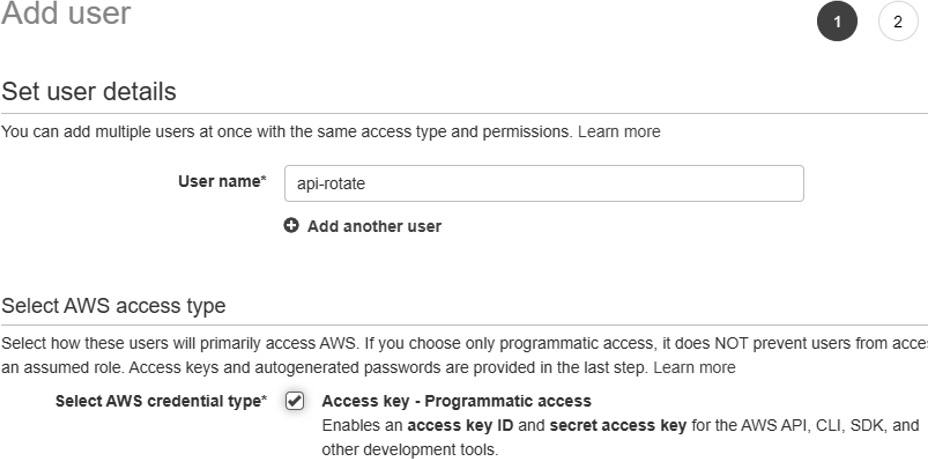 Add user
1
2
Set user details
You can add multiple users at once with the same access type and permissions. Learn more
User name*
api-rotate
Add another user
Select AWS access type
Select how these users will primarily access AWS. If you choose only programmatic access, it does NOT prevent users from
an assumed role. Access keys and autogenerated passwords are provided in the last step. Learn more
Select AWS credential type*
Access key - Programmatic access
Enables an access key ID and secret access key for the AWS API, CLI, SDK, and
other development tools.